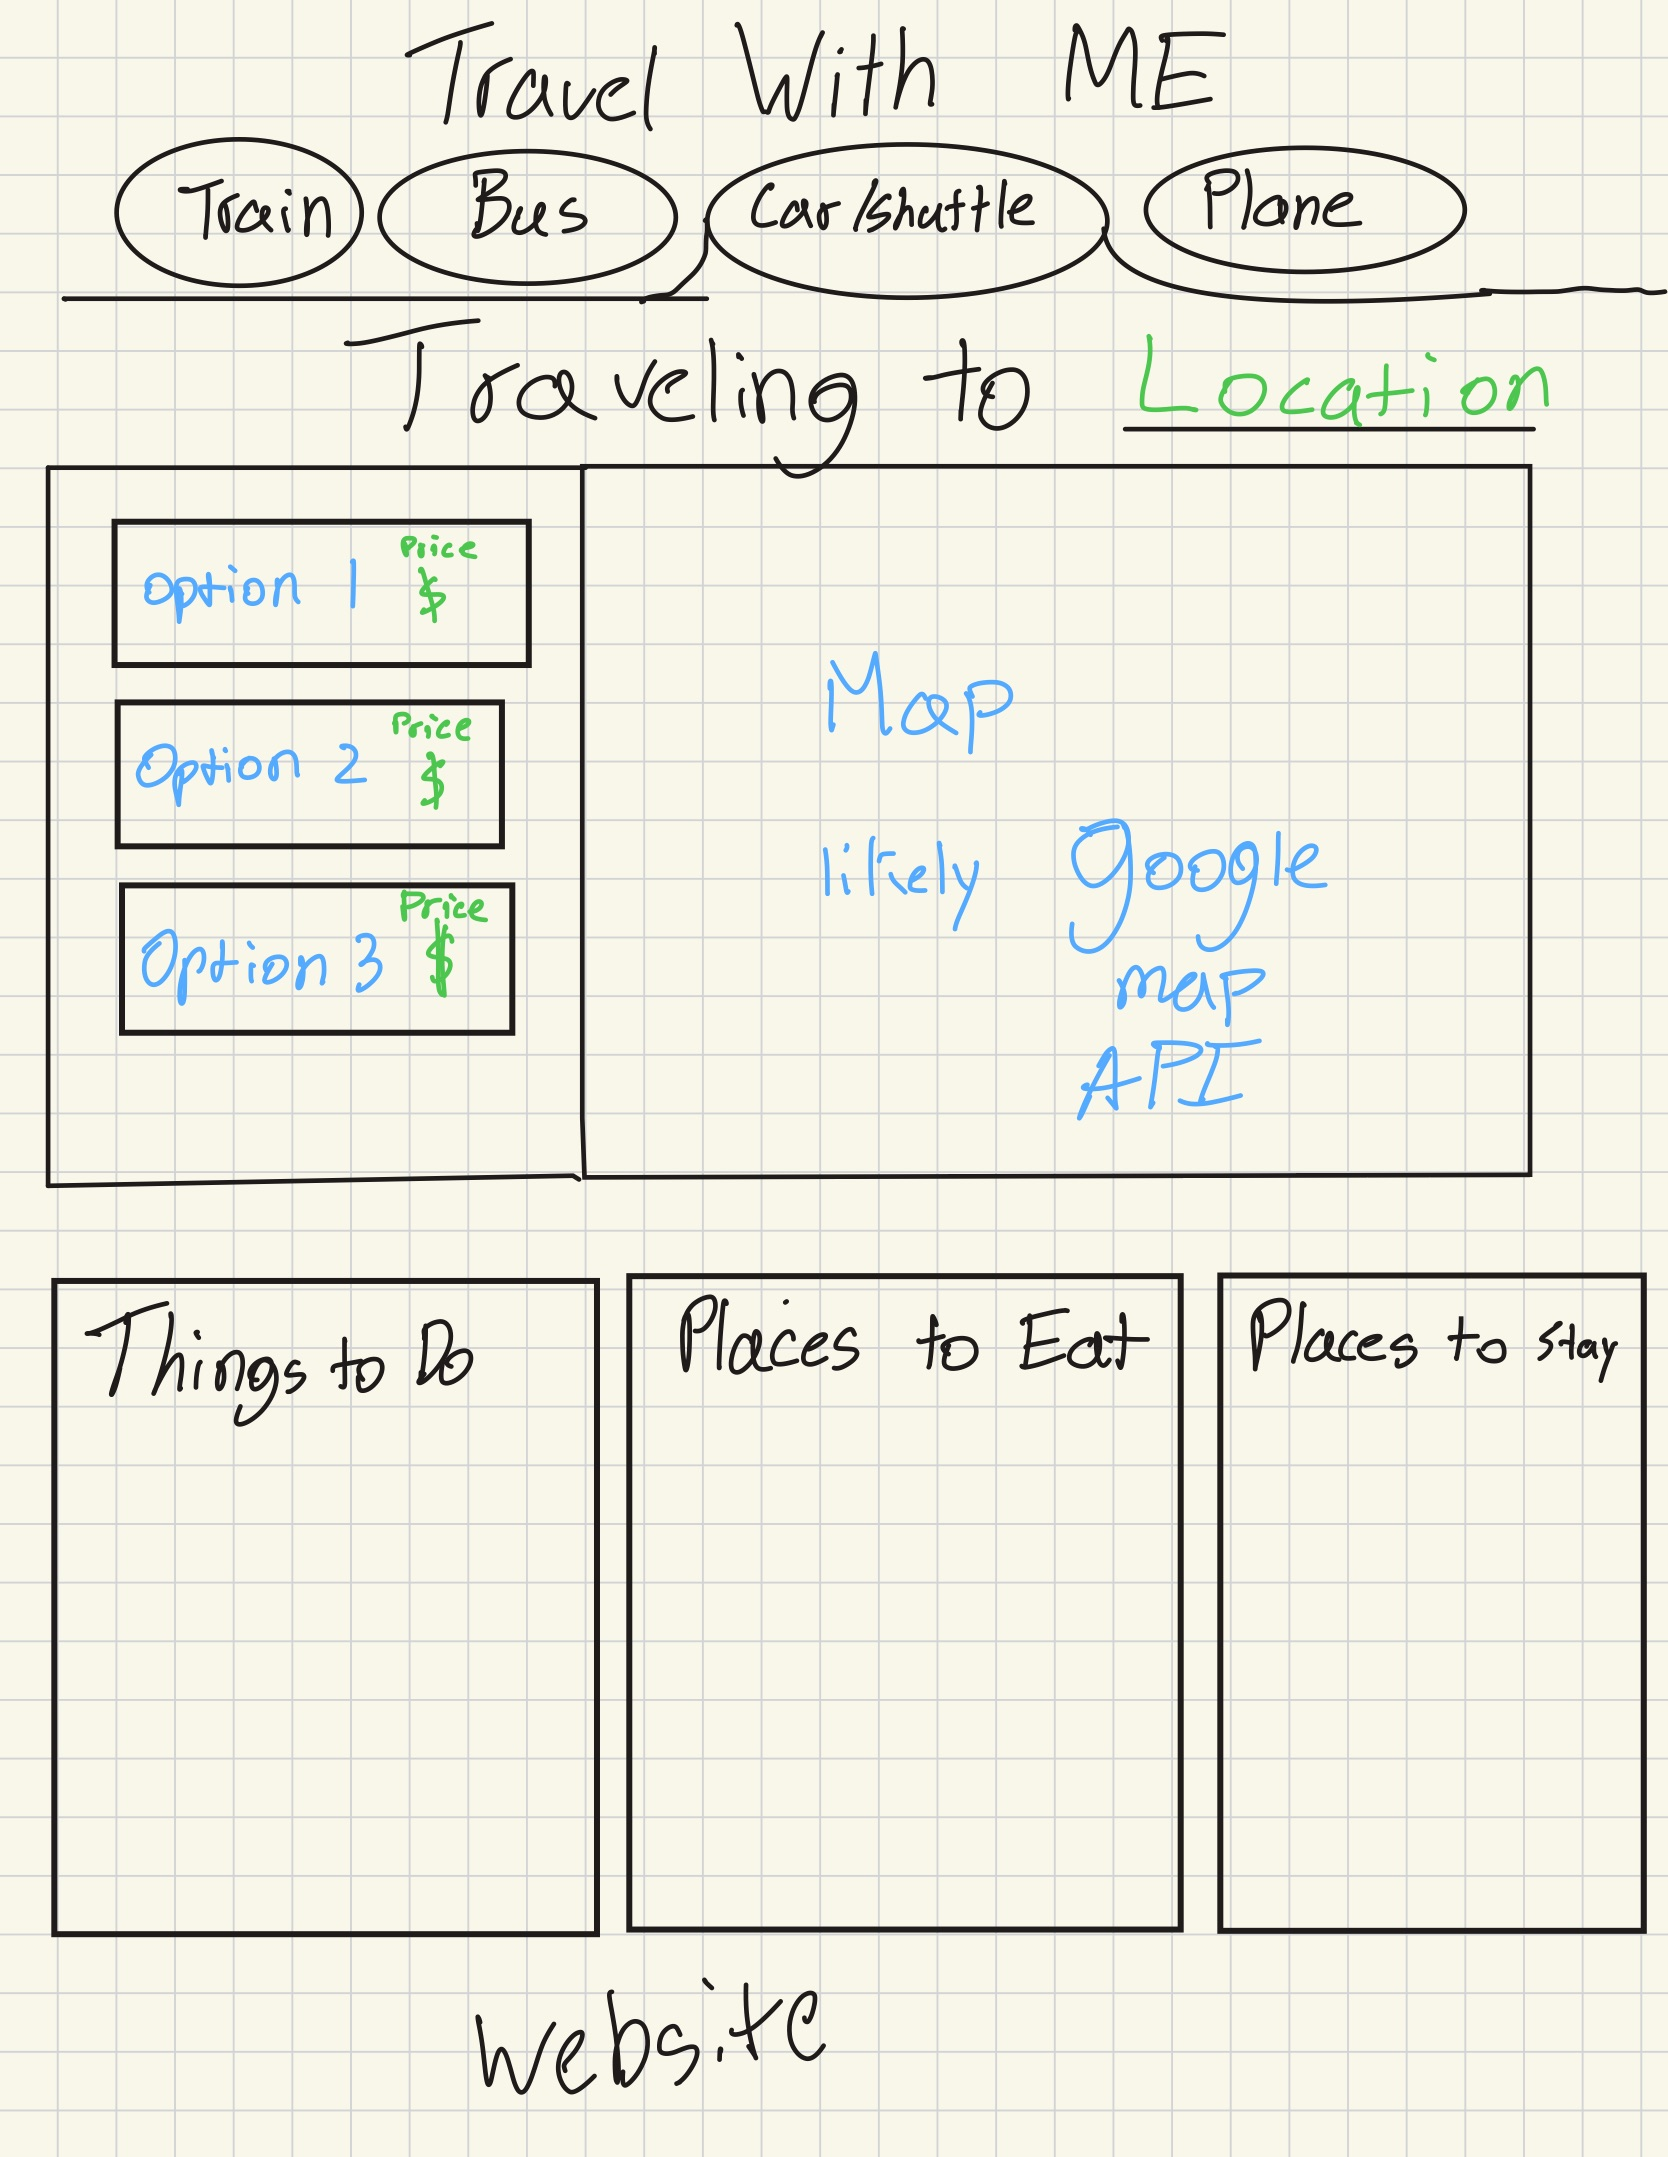 Travel With ME
Train Bus Car/shuttle Plane
Traveling to Location
option 1 Price $
Option 2 Price $
Option 3 Price $
Map
likely google
map
API
Things to Do
Places to Eat
Places to stay
Website